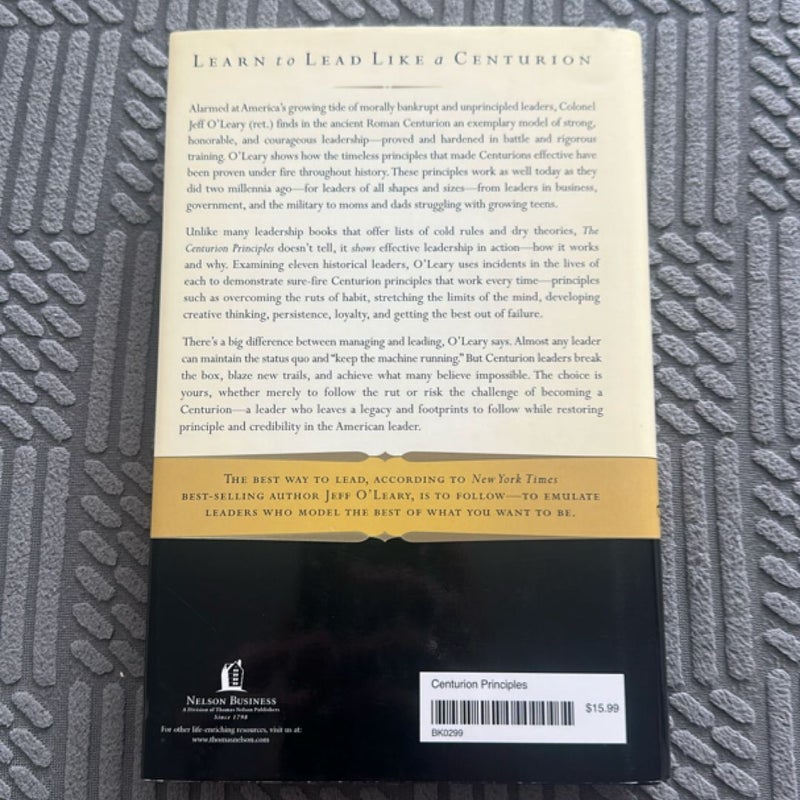 LEARN to LEAD LIKE a CENTURION
Alarmed at America's growing tide of morally bankrupt and unprincipled leaders, Colonel
Jeff O'Leary (ret.) finds in the ancient Roman Centurion an exemplary model of strong,
honorable, and courageous leadership—proved and hardened in battle and rigorous
training. O'Leary shows how the timeless principles that made Centurions effective have
been proven under fire throughout history. These principles work as well today as they
did two millennia ago—for leaders of all shapes and sizes—from leaders in business,
government, and the military to moms and dads struggling with growing teens.
Unlike many leadership books that offer lists of cold rules and dry theories, The
Centurion Principles doesn't tell, it shows effective leadership in action—how it works
and why. Examining eleven historical leaders, O'Leary uses incidents in the lives of
each to demonstrate sure-fire Centurion principles that work every time—principles
such as overcoming the ruts of habit, stretching the limits of the mind, developing
creative thinking, persistence, loyalty, and getting the best out of failure.
There's a big difference between managing and leading, O'Leary says. Almost any leader
can maintain the status quo and "keep the machine running." But Centurion leaders break
the box, blaze new trails, and achieve what many believe impossible. The choice is
yours, whether merely to follow the rut or risk the challenge of becoming a
Centurion—a leader who leaves a legacy and footprints to follow while restoring
principle and credibility in the American leader.
THE BEST WAY TO LEAD, ACCORDING TO New York Times
BEST-SELLING AUTHOR JEFF O'LEARY, IS TO FOLLOW—TO EMULATE
LEADERS WHO MODEL THE BEST OF WHAT YOU WANT TO BE.
NELSON BUSINESS
A Division of Thomas Nelson Publishers
Since 1798
For other life-enriching resources, visit us at:
www.thomasnelson.com
Centurion Principles
$15.99
BK0299